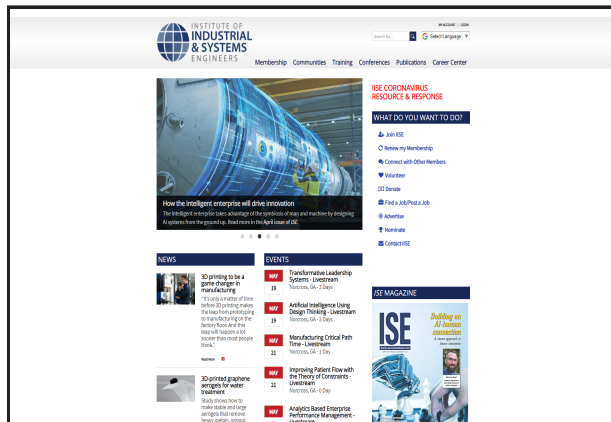 MY ACCOUNT | LOGIN
INSTITUTE OF
INDUSTRIAL
& SYSTEMS
ENGINEERS
Search for...
Select Language
Membership Communities Training Conferences Publications Career Center
IISE CORONAVIRUS
RESOURCE & RESPONSE
WHAT DO YOU WANT TO DO?
Join IISE
Renew my Membership
Connect with Other Members
Volunteer
Donate
Find a Job/Post a Job
Advertise
Nominate
Contact IISE
How the intelligent enterprise will drive innovation
The intelligent enterprise takes advantage of the symbiosis of man and machine by designing
AI systems from the ground up. Read more in the April issue of ISE.
NEWS
3D printing to be a
game changer in
manufacturing
"It's only a matter of time
before 3D printing makes
the leap from prototyping
to manufacturing on the
factory floor. And this
leap will happen a lot
sooner than most people
think."
Read More
3D-printed graphene
aerogels for water
treatment
Study shows how to
make stable and large
aerogels that remove
heavy metals, organic
EVENTS
MAY
19
Transformative Leadership
Systems - Livestream
Norcross, GA - 3 Days
MAY
19
Artificial Intelligence Using
Design Thinking - Livestream
Norcross, GA - 3 Days
MAY
21
Manufacturing Critical Path
Time - Livestream
Norcross, GA - 1 Day
MAY
21
Improving Patient Flow with
the Theory of Constraints -
Livestream
Norcross, GA - 0 Day
MAY
Analytics Based Enterprise
Performance Management -
Livestream
ISE MAGAZINE
ISE
Building an
AI-human
connection